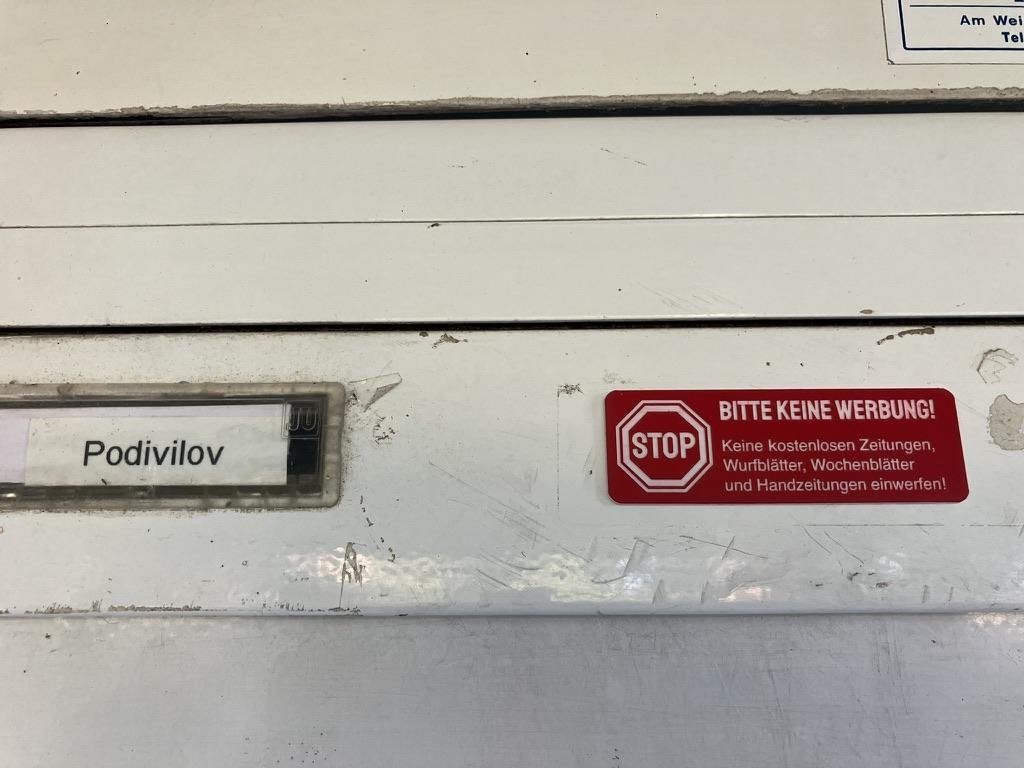 Am Wei
Tel
Podivilov
STOP
BITTE KEINE WERBUNG!
Keine kostenlosen Zeitungen,
Wurfblätter, Wochenblätter
und Handzeitungen einwerfen!